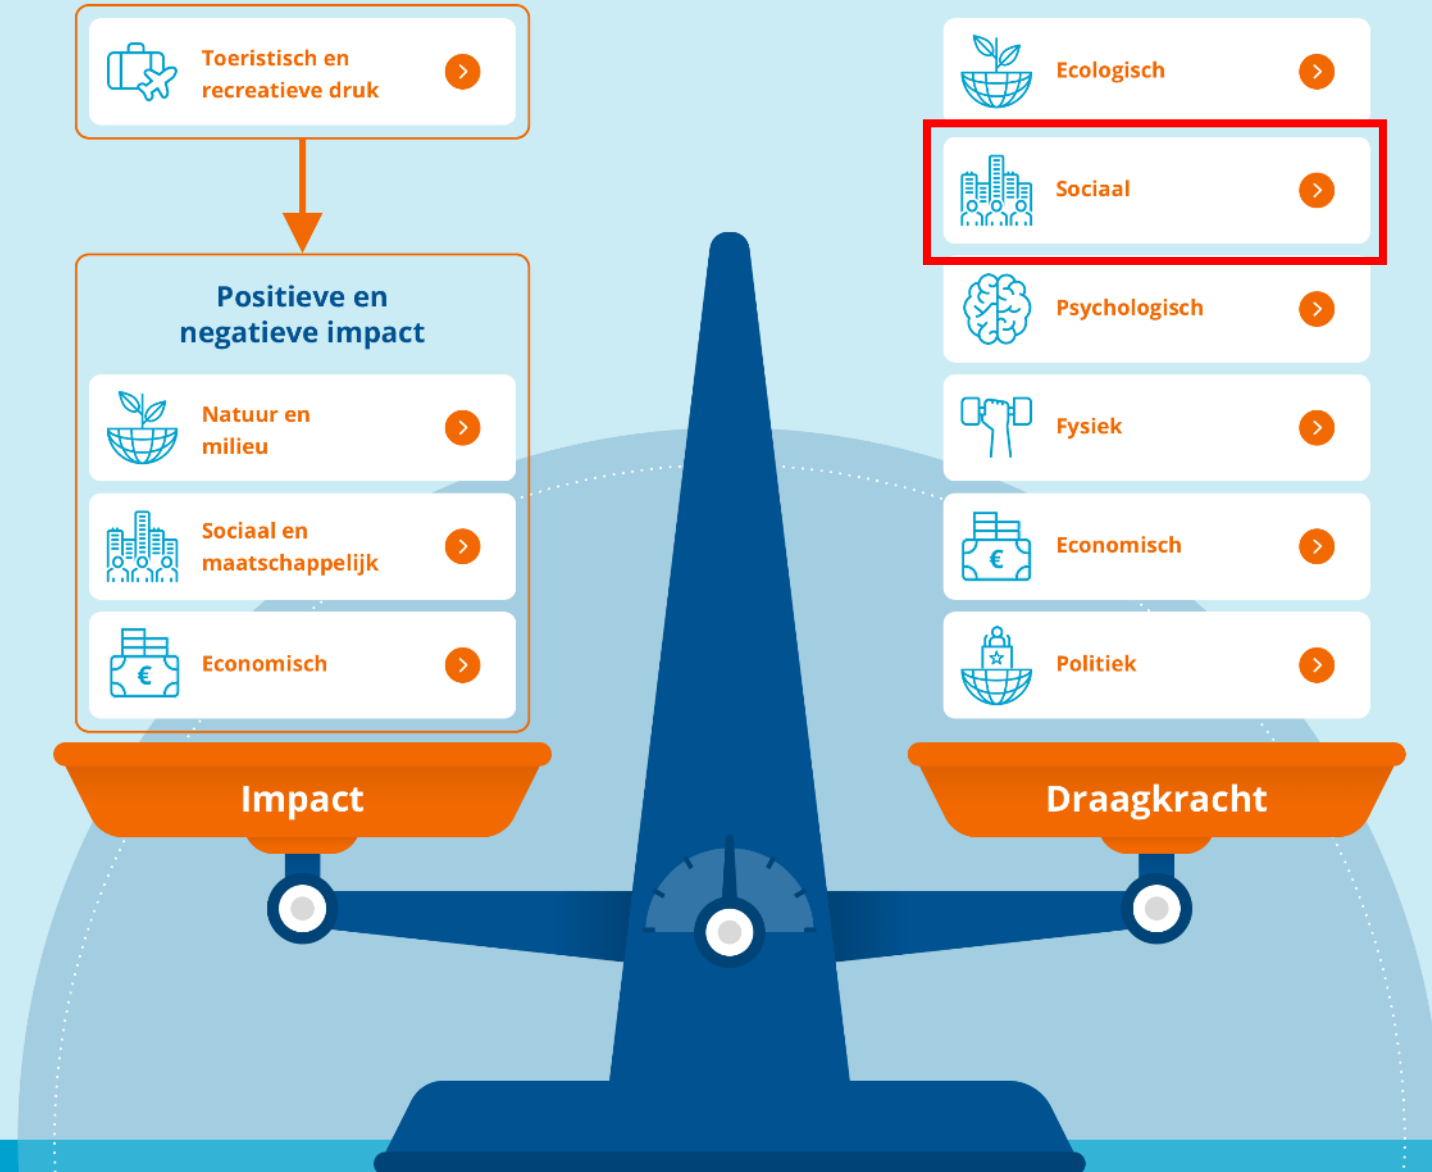 Toeristisch en
recreatieve druk
Positieve en
negatieve impact
Natuur en
milieu
Sociaal en
maatschappelijk
€
Economisch
Impact
Ecologisch
Sociaal
Psychologisch
Fysiek
€
Economisch
Politiek
Draagkracht